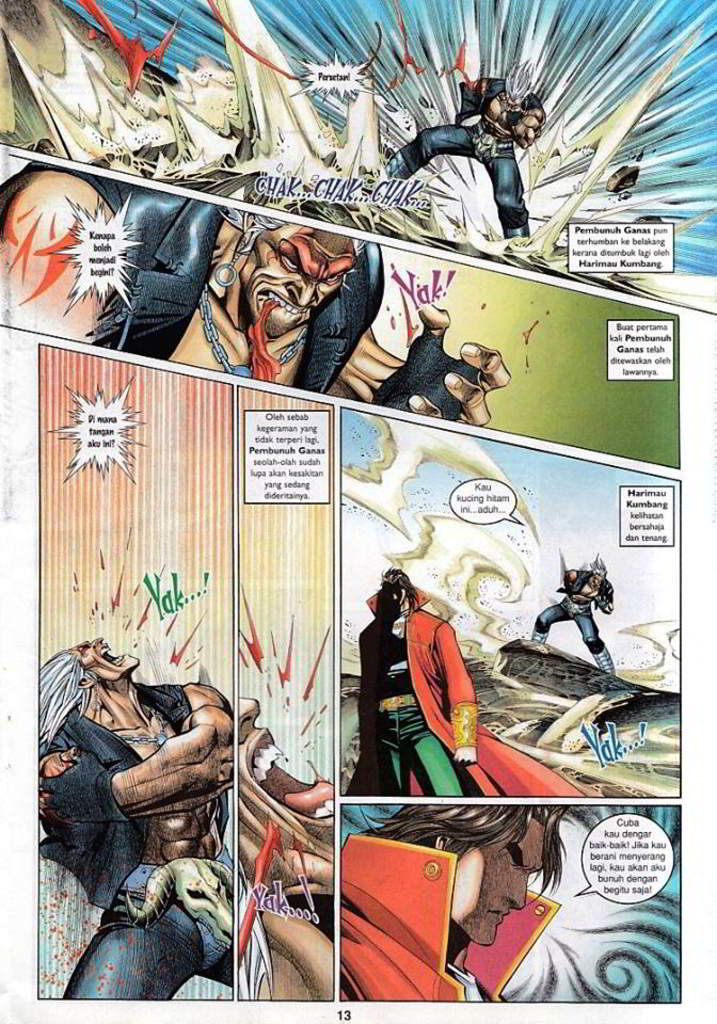 Persetan!
CHAK...CHAK...CHAK...
Pembunuh Ganas pun
terhumban ke belakang
kerana ditumbuk lagi oleh
Harimau Kumbang.
Kenapa
boleh
menjadi
begini?
Yak!
Buat pertama
kali Pembunuh
Ganas telah
ditewaskan oleh
lawannya.
Di mana
tangan
aku ini?
Yak...!
Oleh sebab
kegeraman yang
tidak terperi lagi,
Pembunuh Ganas
seolah-olah sudah
lupa akan kesakitan
yang sedang
dideritainya.
Yak....!
Kau
kucing hitam
ini...aduh...
Harimau
Kumbang
kelihatan
bersahaja
dan tenang.
Yak...!
Cuba
kau dengar
baik-baik! Jika kau
berani menyerang
lagi, kau akan aku
bunuh dengan
begitu saja!
13